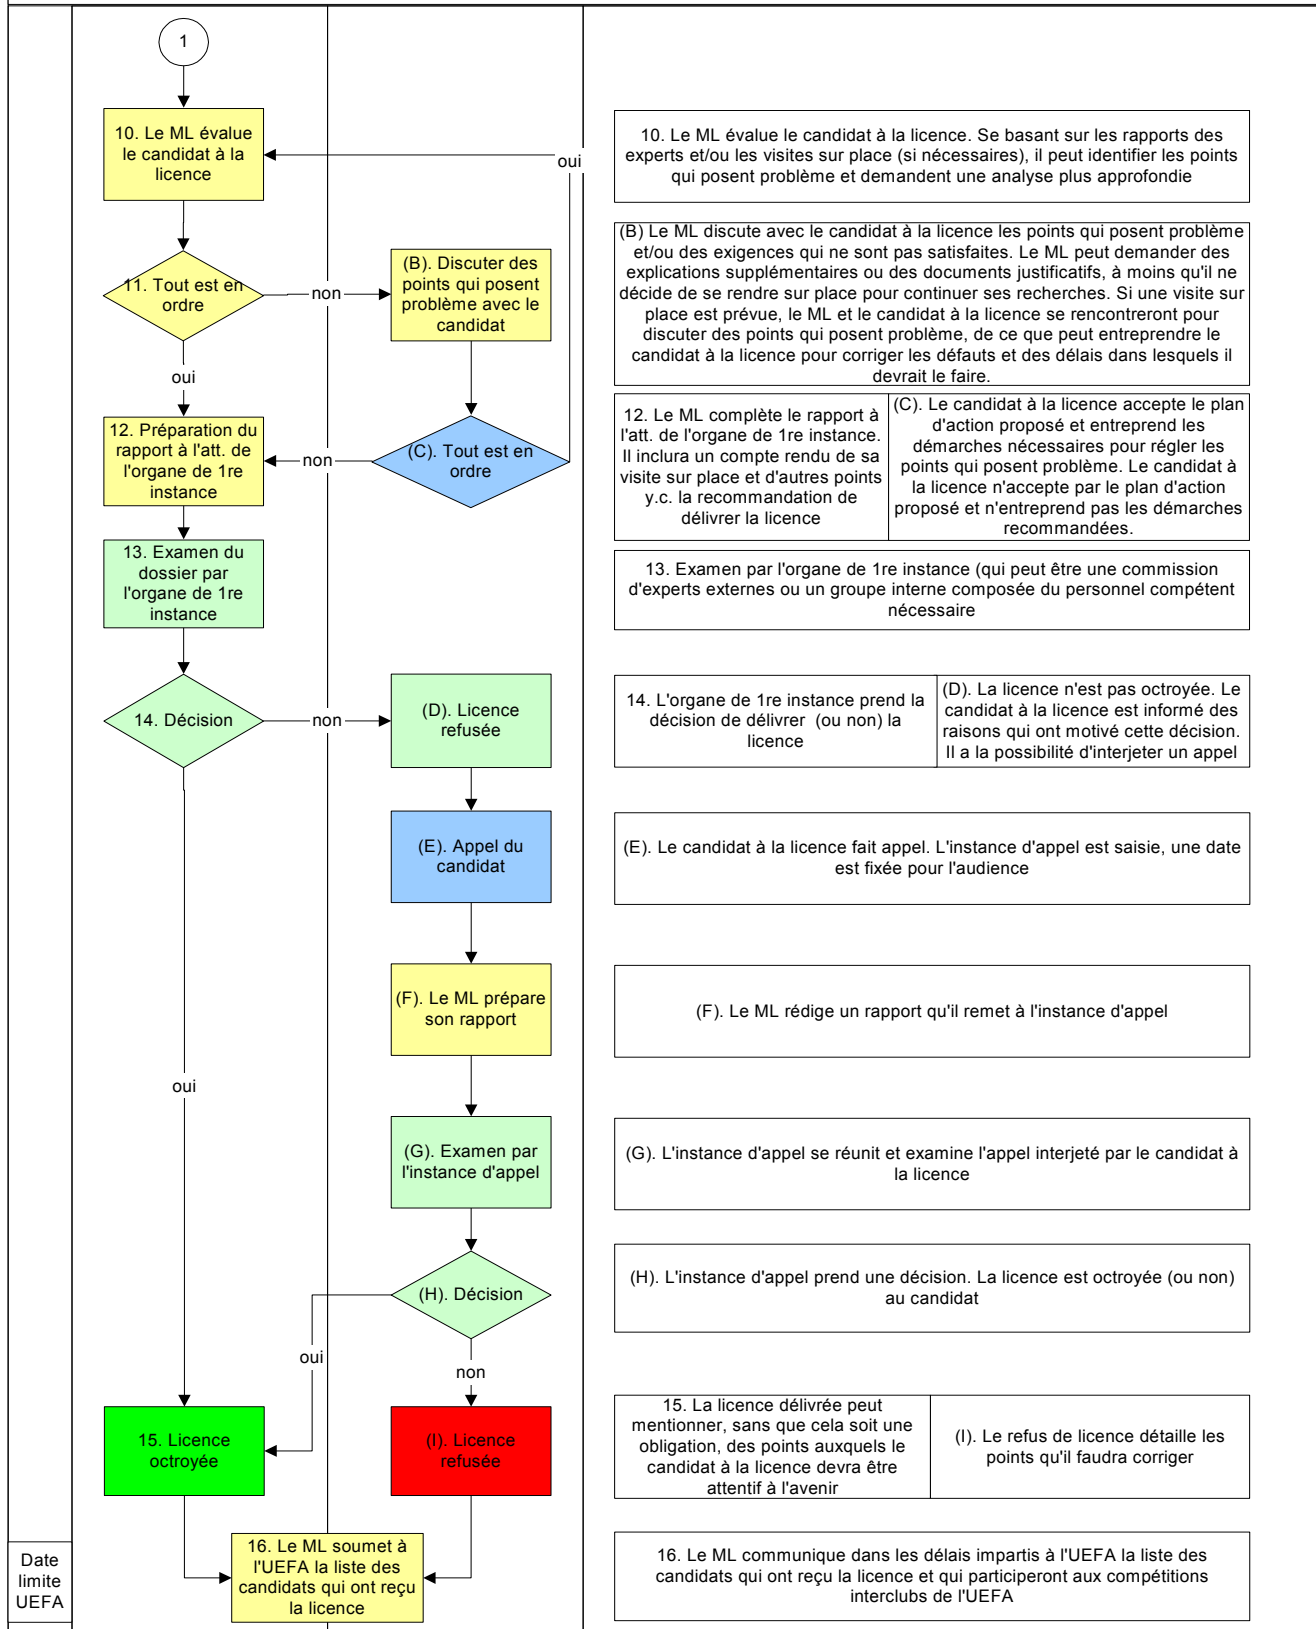 1
10. Le ML évalue
le candidat à la
licence
oui
10. Le ML évalue le candidat à la licence. Se basant sur les rapports des
experts et/ou les visites sur place (si nécessaires), il peut identifier les points
qui posent problème et demandent une analyse plus approfondie
11. Tout est en
ordre
non
(B). Discuter des
points qui posent
problème avec le
candidat
(B) Le ML discute avec le candidat à la licence les points qui posent problème
et/ou des exigences qui ne sont pas satisfaites. Le ML peut demander des
explications supplémentaires ou des documents justificatifs, à moins qu'il ne
décide de se rendre sur place pour continuer ses recherches. Si une visite sur
place est prévue, le ML et le candidat à la licence se rencontreront pour
discuter des points qui posent problème, de ce que peut entreprendre le
candidat à la licence pour corriger les défauts et des délais dans lesquels il
devrait le faire.
oui
12. Préparation du
rapport à l'att. de
l'organe de 1re
instance
non
(C). Tout est en
ordre
12. Le ML complète le rapport à
l'att. de l'organe de 1re instance.
Il inclura un compte rendu de sa
visite sur place et d'autres points
y.c. la recommandation de
délivrer la licence
(C). Le candidat à la licence accepte le plan
d'action proposé et entreprend les
démarches nécessaires pour régler les
points qui posent problème. Le candidat à
la licence n'accepte par le plan d'action
proposé et n'entreprend pas les démarches
recommandées.
13. Examen du
dossier par
l'organe de 1re
instance
13. Examen par l'organe de 1re instance (qui peut être une commission
d'experts externes ou un groupe interne composée du personnel compétent
nécessaire
14. Décision
non
(D). Licence
refusée
14. L'organe de 1re instance prend la
décision de délivrer (ou non) la
licence
(D). La licence n'est pas octroyée. Le
candidat à la licence est informé des
raisons qui ont motivé cette décision.
Il a la possibilité d'interjeter un appel
(E). Appel du
candidat
(E). Le candidat à la licence fait appel. L'instance d'appel est saisie, une date
est fixée pour l'audience
(F). Le ML prépare
son rapport
(F). Le ML rédige un rapport qu'il remet à l'instance d'appel
oui
(G). Examen par
l'instance d'appel
(G). L'instance d'appel se réunit et examine l'appel interjeté par le candidat à
la licence
(H). Décision
(H). L'instance d'appel prend une décision. La licence est octroyée (ou non)
au candidat
oui
non
15. Licence
octroyée
(I). Licence
refusée
15. La licence délivrée peut
mentionner, sans que cela soit une
obligation, des points auxquels le
candidat à la licence devra être
attentif à l'avenir
(I). Le refus de licence détaille les
points qu'il faudra corriger
Date
limite
UEFA
16. Le ML soumet à
l'UEFA la liste des
candidats qui ont reçu
la licence
16. Le ML communique dans les délais impartis à l'UEFA la liste des
candidats qui ont reçu la licence et qui participeront aux compétitions
interclubs de l'UEFA